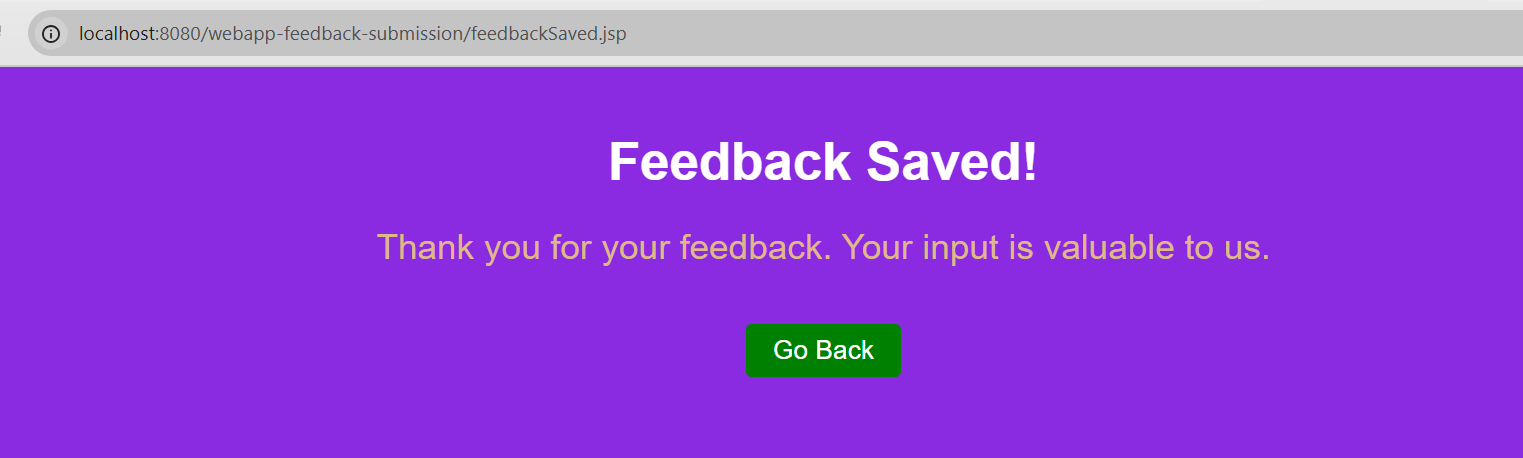 localhost:8080/webapp-feedback-submission/feedbackSaved.jsp
Feedback Saved!
Thank you for your feedback. Your input is valuable to us.
Go Back